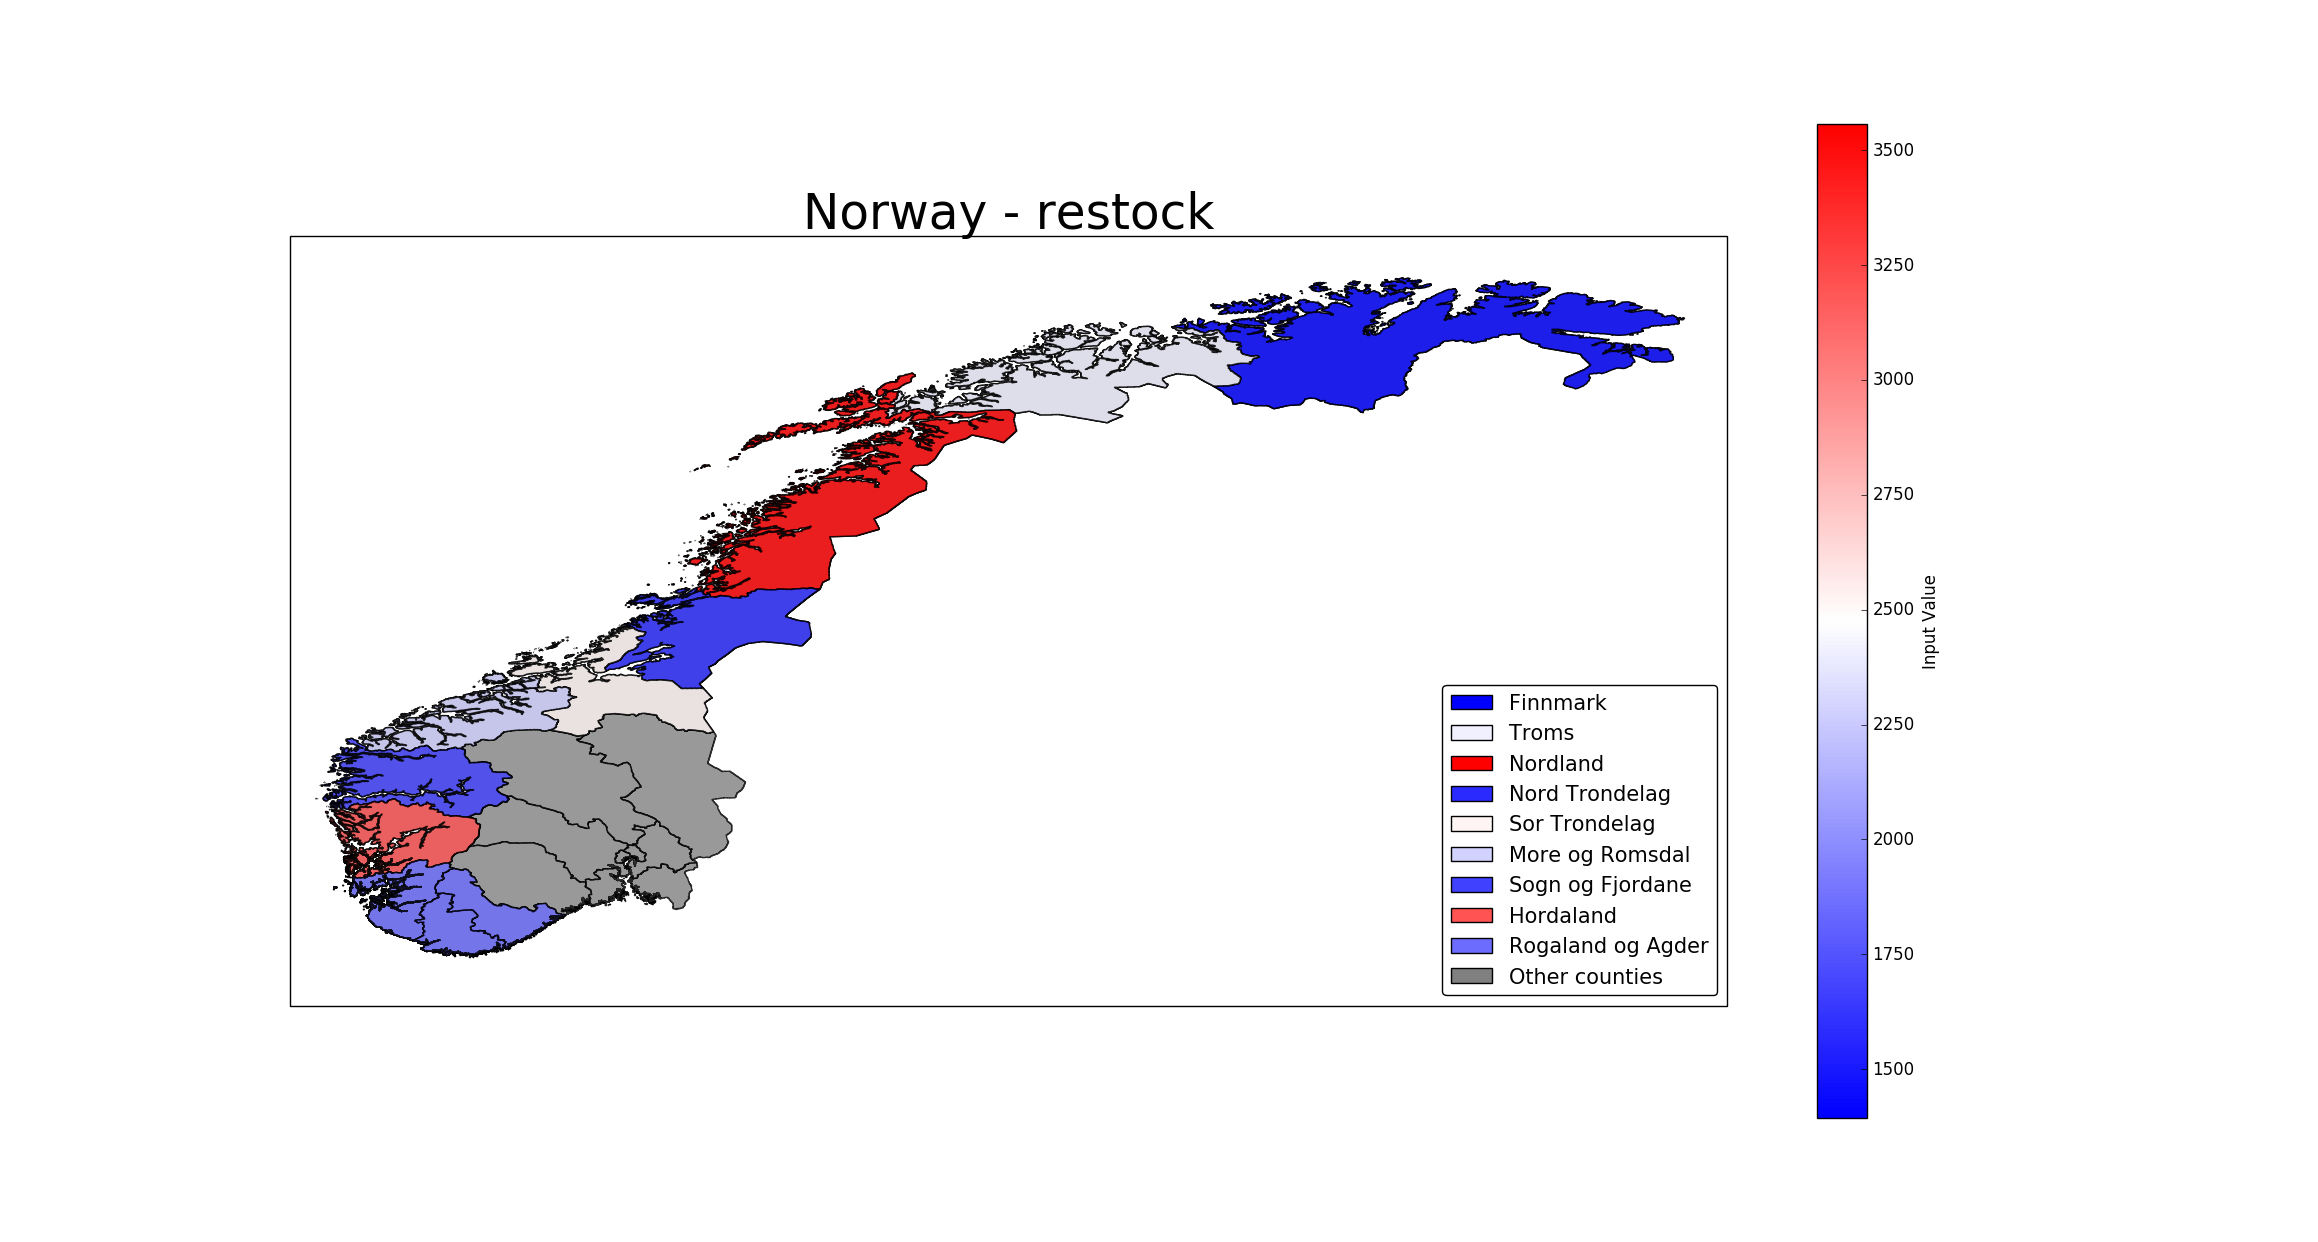 Norway - restock
3500
3250
3000
2750
2500
2250
2000
1750
1500
Input Value
Finnmark
Troms
Nordland
Nord Trondelag
Sor Trondelag
More og Romsdal
Sogn og Fjordane
Hordaland
Rogaland og Agder
Other counties